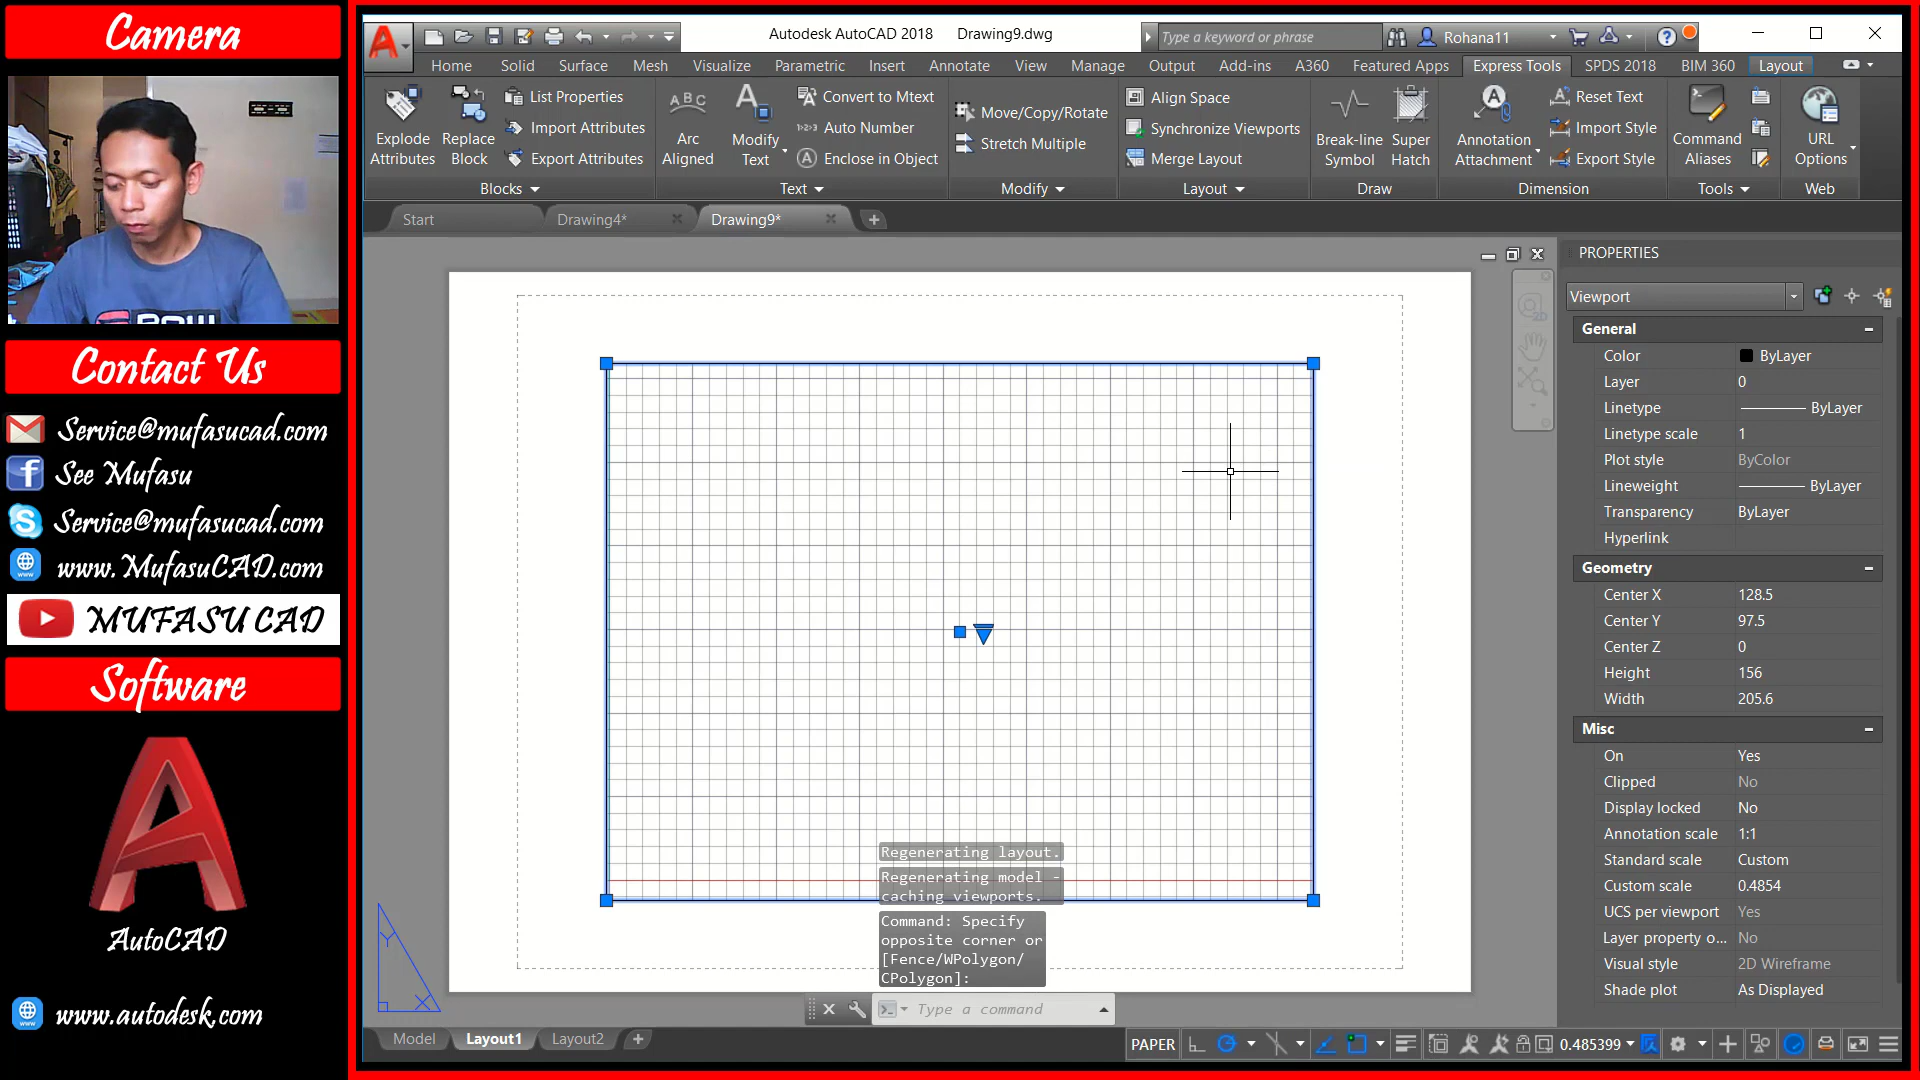 Camera
Contact Us
Service@mufasucad.com
See Mufasu
Service@mufasucad.com
www.MufasuCAD.com
MUFASU CAD
Software
AutoCAD
www.autodesk.com
Autodesk AutoCAD 2018 Drawing9.dwg
Type a keyword or phrase
Rohana11
Home Solid Surface Mesh Visualize Parametric Insert Annotate View Manage Output Add-ins A360 Featured Apps Express Tools SPDS 2018 BIM 360 Layout
Explode Attributes
Replace Block
List Properties
Import Attributes
Export Attributes
Blocks
Arc Aligned
Modify Text
Convert to Mtext
Auto Number
Enclose in Object
Text
Move/Copy/Rotate
Stretch Multiple
Modify
Align Space
Synchronize Viewports
Merge Layout
Layout
Break-line Symbol
Super Hatch
Draw
Annotation Attachment
Reset Text
Import Style
Export Style
Dimension
Command Aliases
Tools
URL Options
Web
Start Drawing4* Drawing9*
Regenerating layout.
Regenerating model -
caching viewports.
Command: Specify
opposite corner or
[Fence/WPolygon/
CPolygon]:
Type a command
Y
X
Model Layout1 Layout2
PAPER
0.485399
PROPERTIES
Viewport
General
Color ByLayer
Layer 0
Linetype ByLayer
Linetype scale 1
Plot style ByColor
Lineweight ByLayer
Transparency ByLayer
Hyperlink
Geometry
Center X 128.5
Center Y 97.5
Center Z 0
Height 156
Width 205.6
Misc
On Yes
Clipped No
Display locked No
Annotation scale 1:1
Standard scale Custom
Custom scale 0.4854
UCS per viewport Yes
Layer property o... No
Visual style 2D Wireframe
Shade plot As Displayed